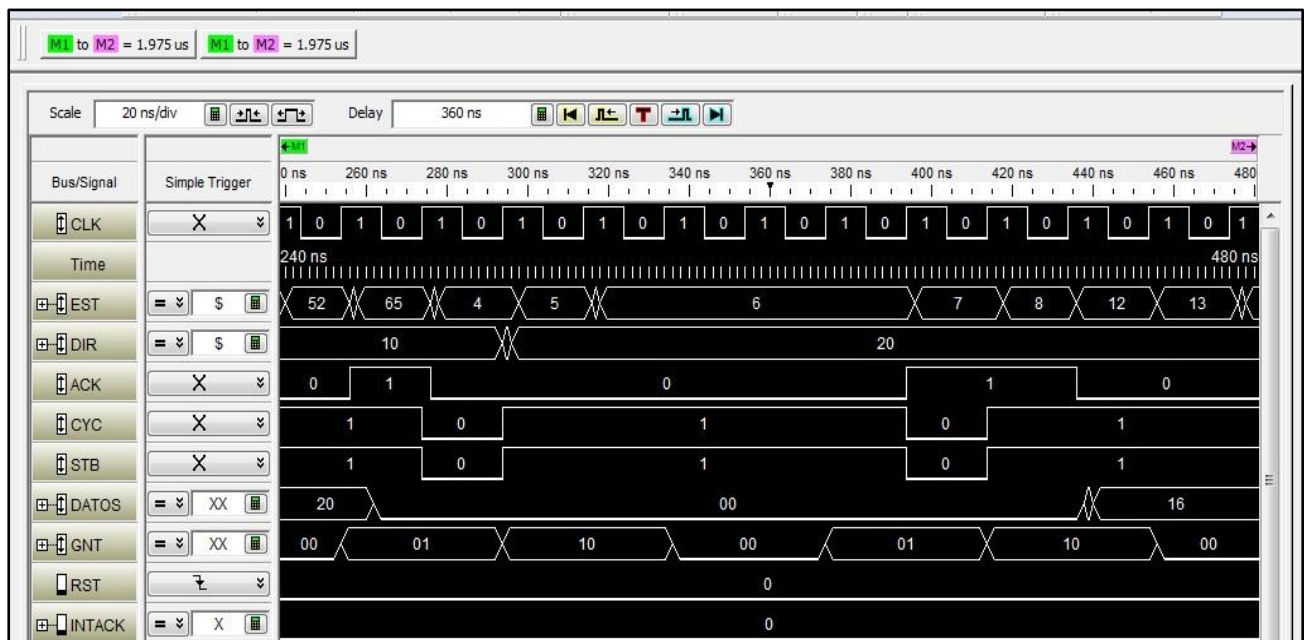 M1 to M2 = 1.975 us M1 to M2 = 1.975 us
Scale 20 ns/div Delay 360 ns T
M1 M2
Bus/Signal Simple Trigger 0 ns 260 ns 280 ns 300 ns 320 ns 340 ns 360 ns 380 ns 400 ns 420 ns 440 ns 460 ns 480
CLK X 1 0 1 0 1 0 1 0 1 0 1 0 1 0 1 0 1 0 1 0 1 0 1 0 1
Time 240 ns 480 ns
EST = $ 52 65 4 5 6 7 8 12 13
DIR = $ 10 20
ACK X 0 1 0 1 0
CYC X 1 0 1 0 1
STB X 1 0 1 0 1
DATOS = XX 20 00 16
GNT = XX 00 01 10 00 01 10 00
RST 0
INTACK = X 0